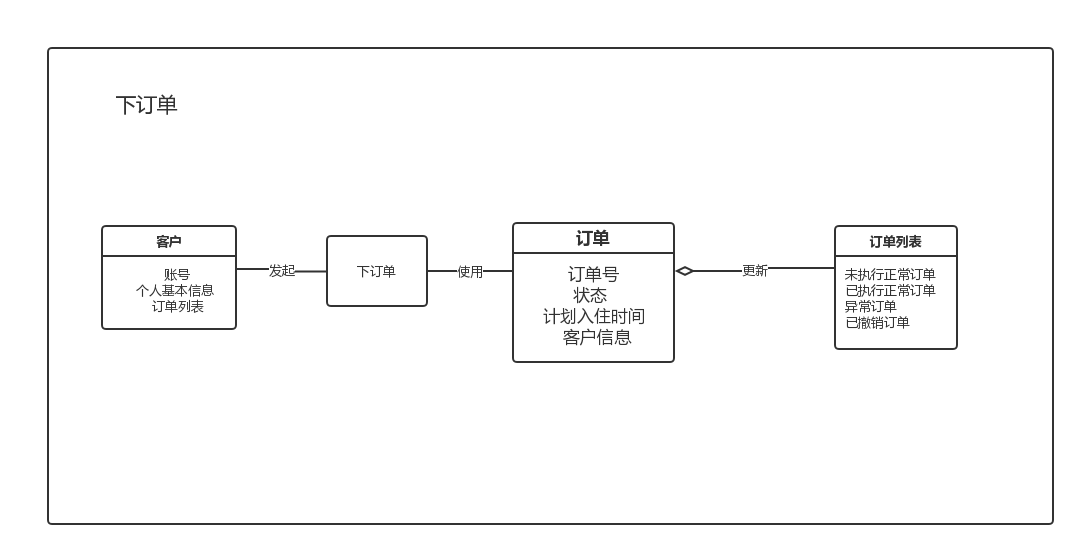 下订单
客户
账号
个人基本信息
订单列表
发起
下订单
使用
订单
订单号
状态
计划入住时间
客户信息
更新
订单列表
未执行正常订单
已执行正常订单
异常订单
已撤销订单